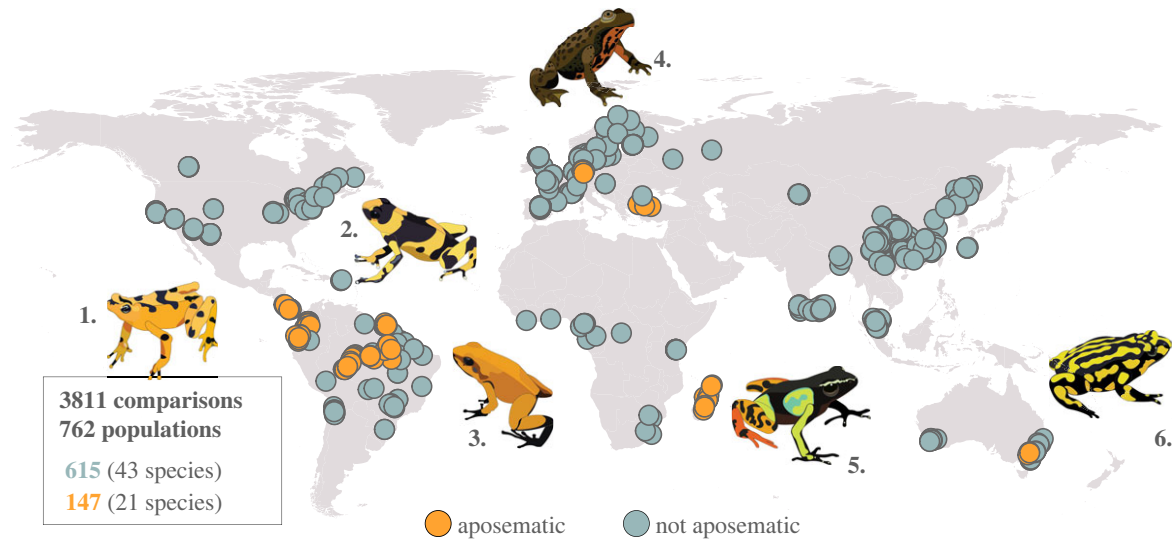 4.
2.
1.
3811 comparisons
762 populations
615 (43 species)
147 (21 species)
3.
5.
6.
aposematic
not aposematic